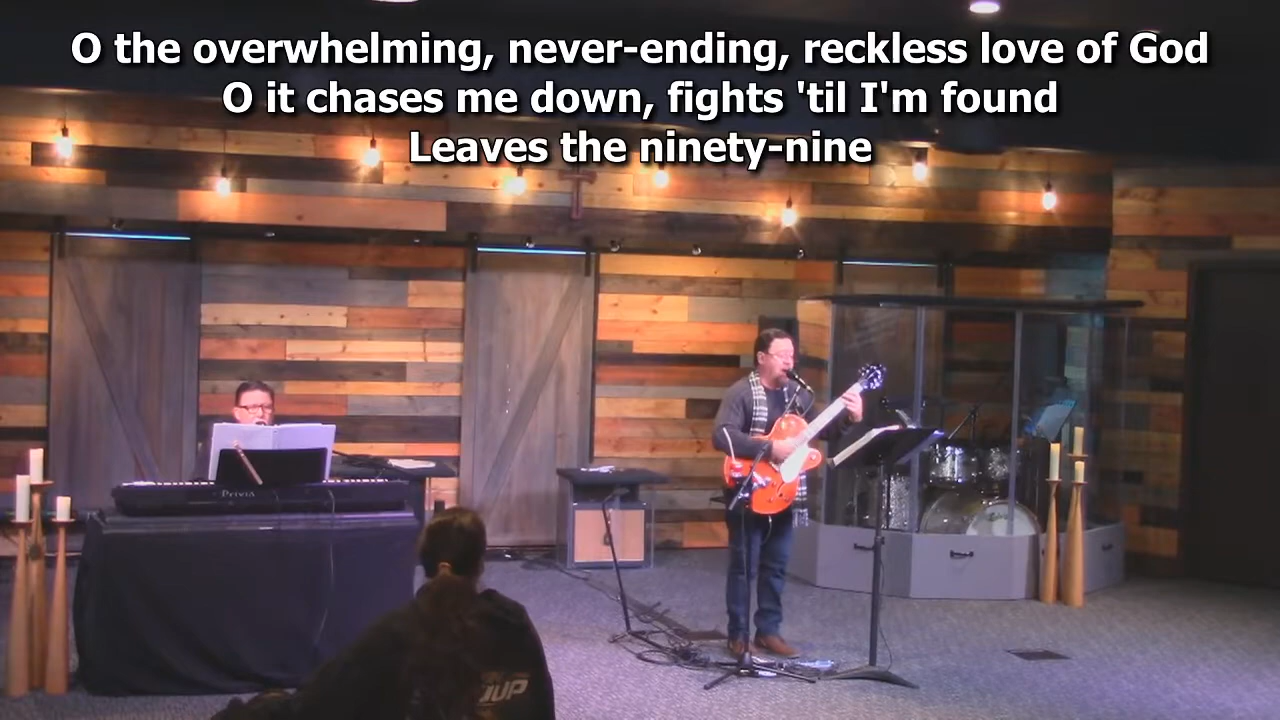 O the overwhelming, never-ending, reckless love of God
O it chases me down, fights 'til I'm found
Leaves the ninety-nine
Privia